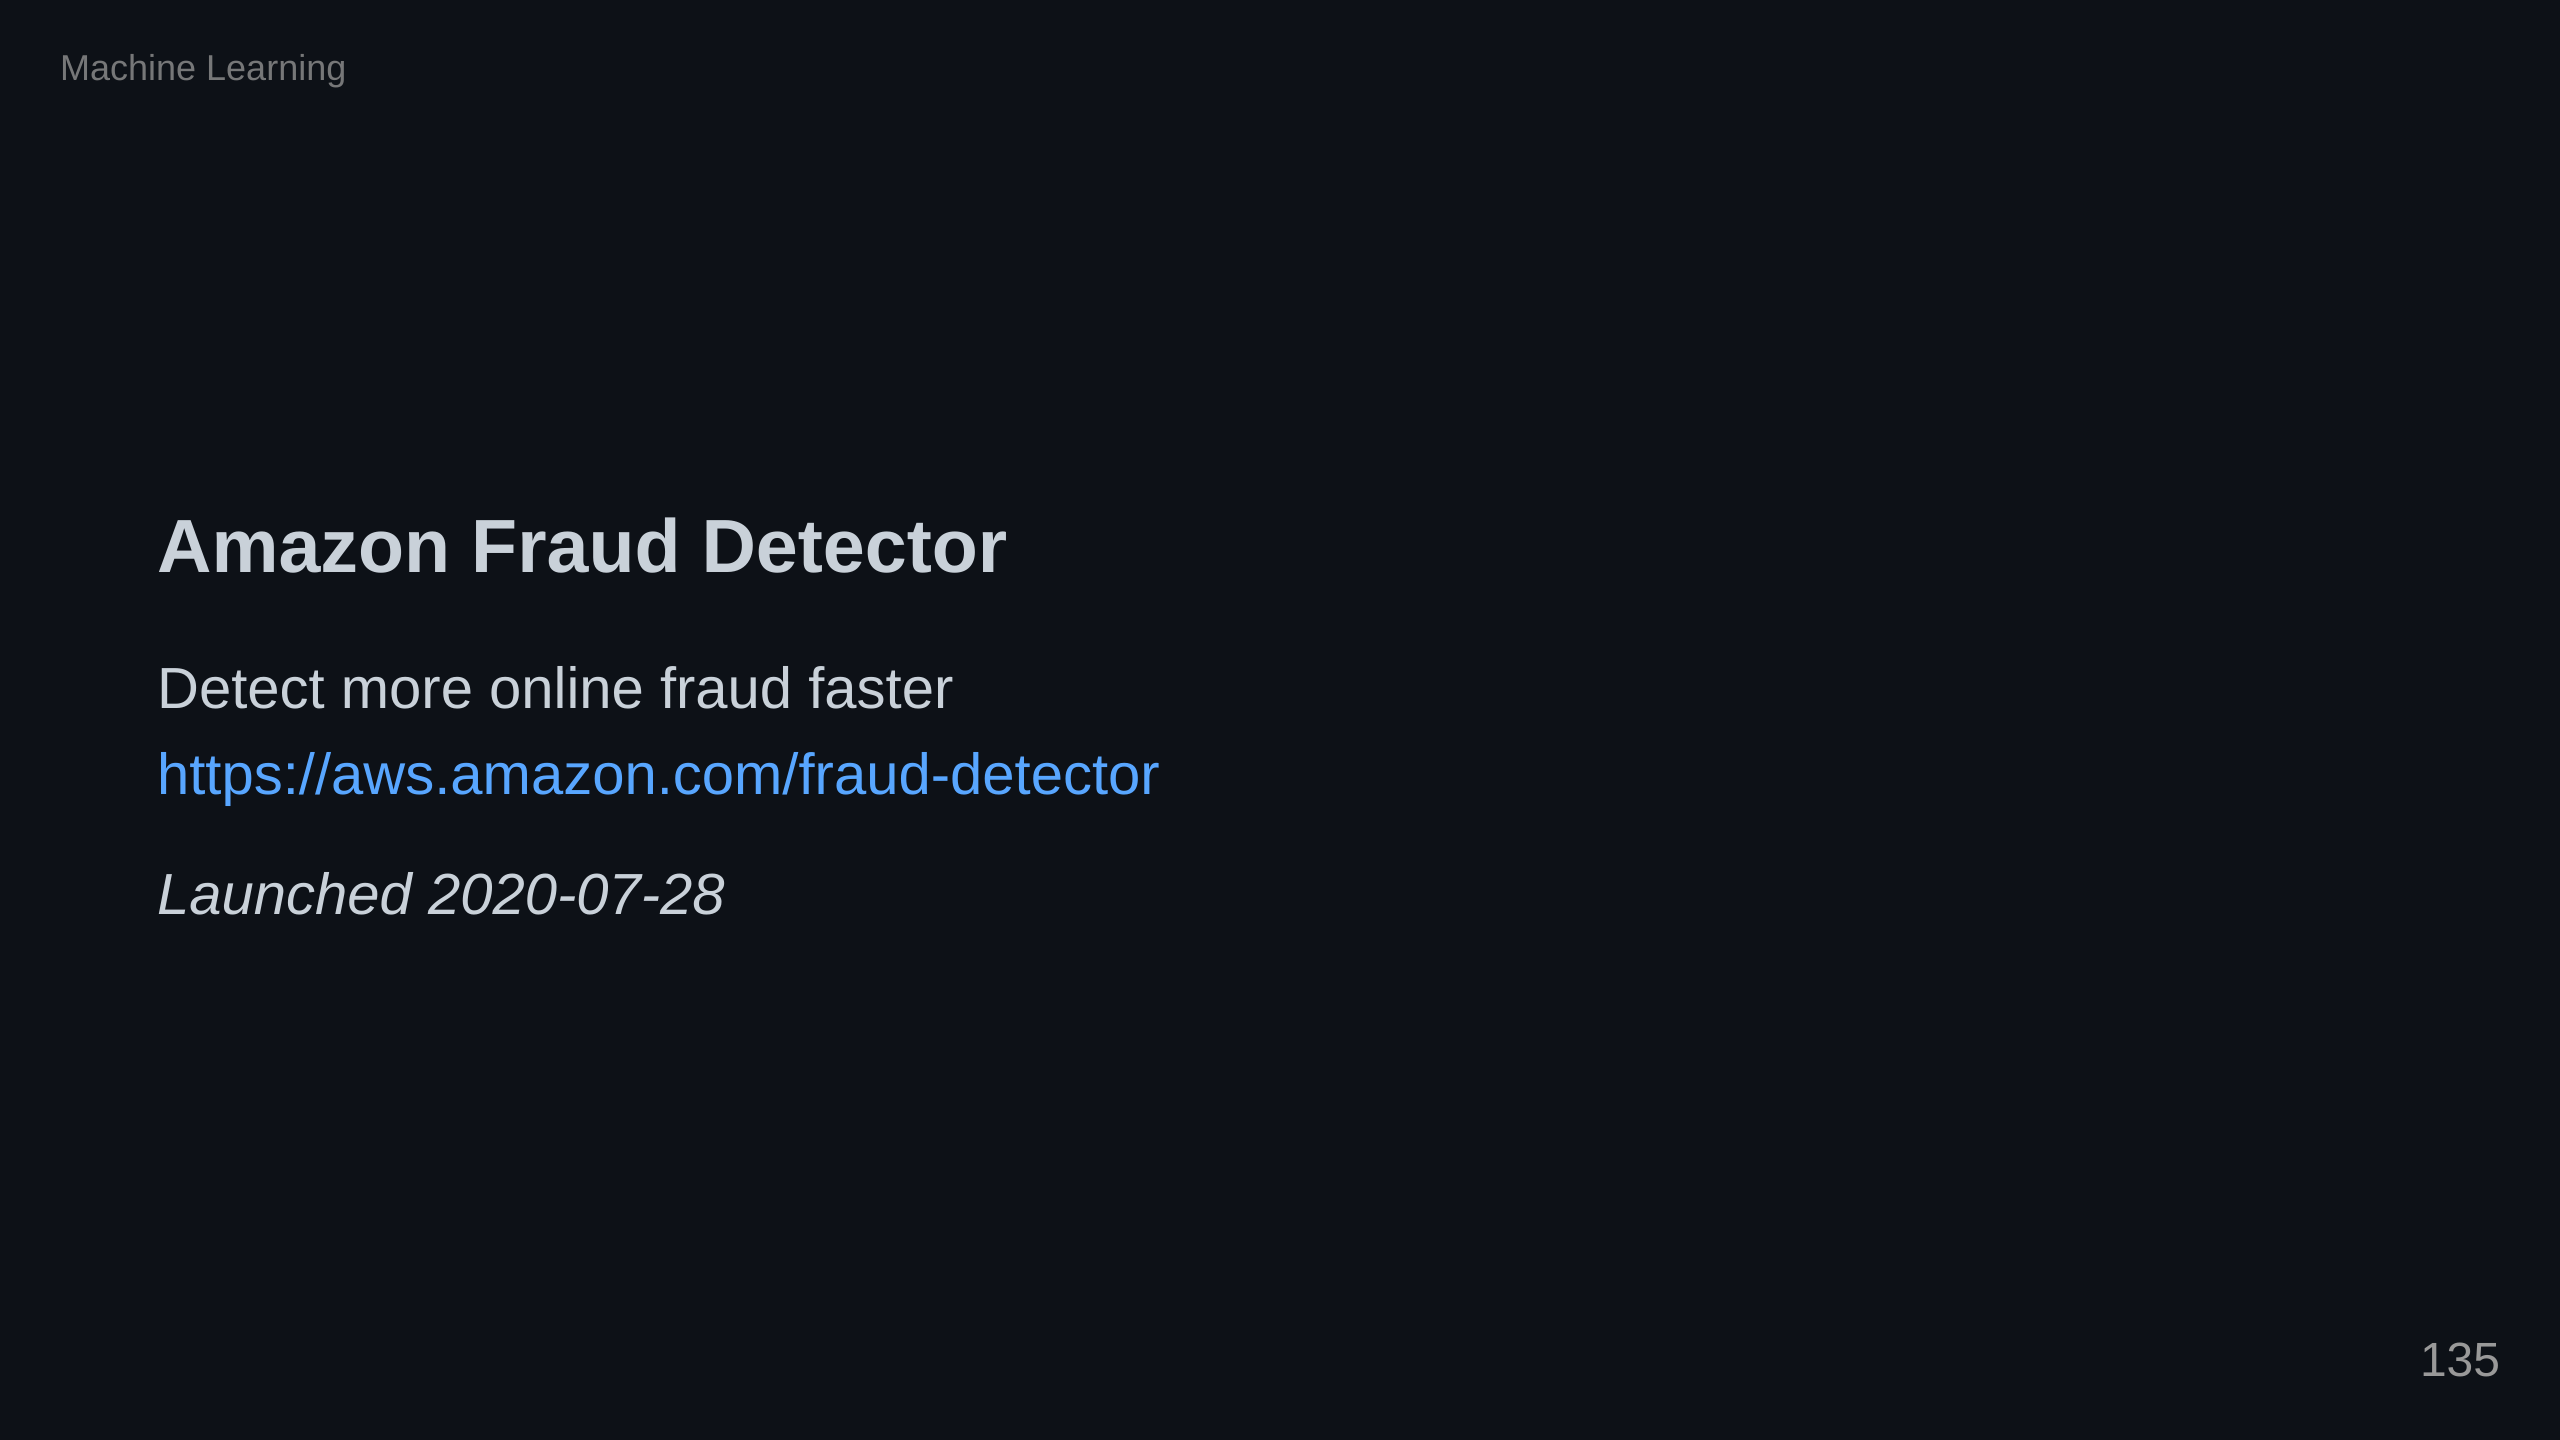 Machine Learning
Amazon Fraud Detector
Detect more online fraud faster
https://aws.amazon.com/fraud-detector
Launched 2020-07-28
135